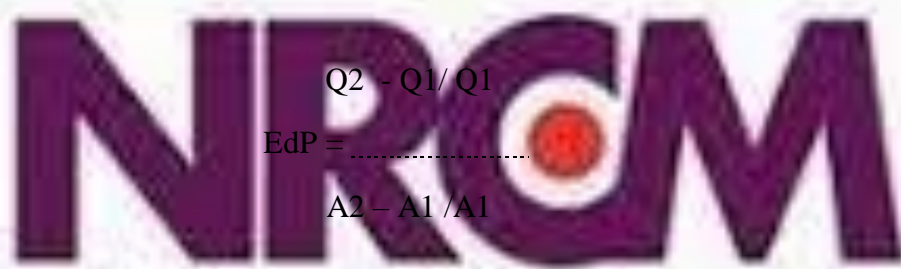 NRCM
Q2 - Q1/ Q1
EdP =
A2 – A1 /A1